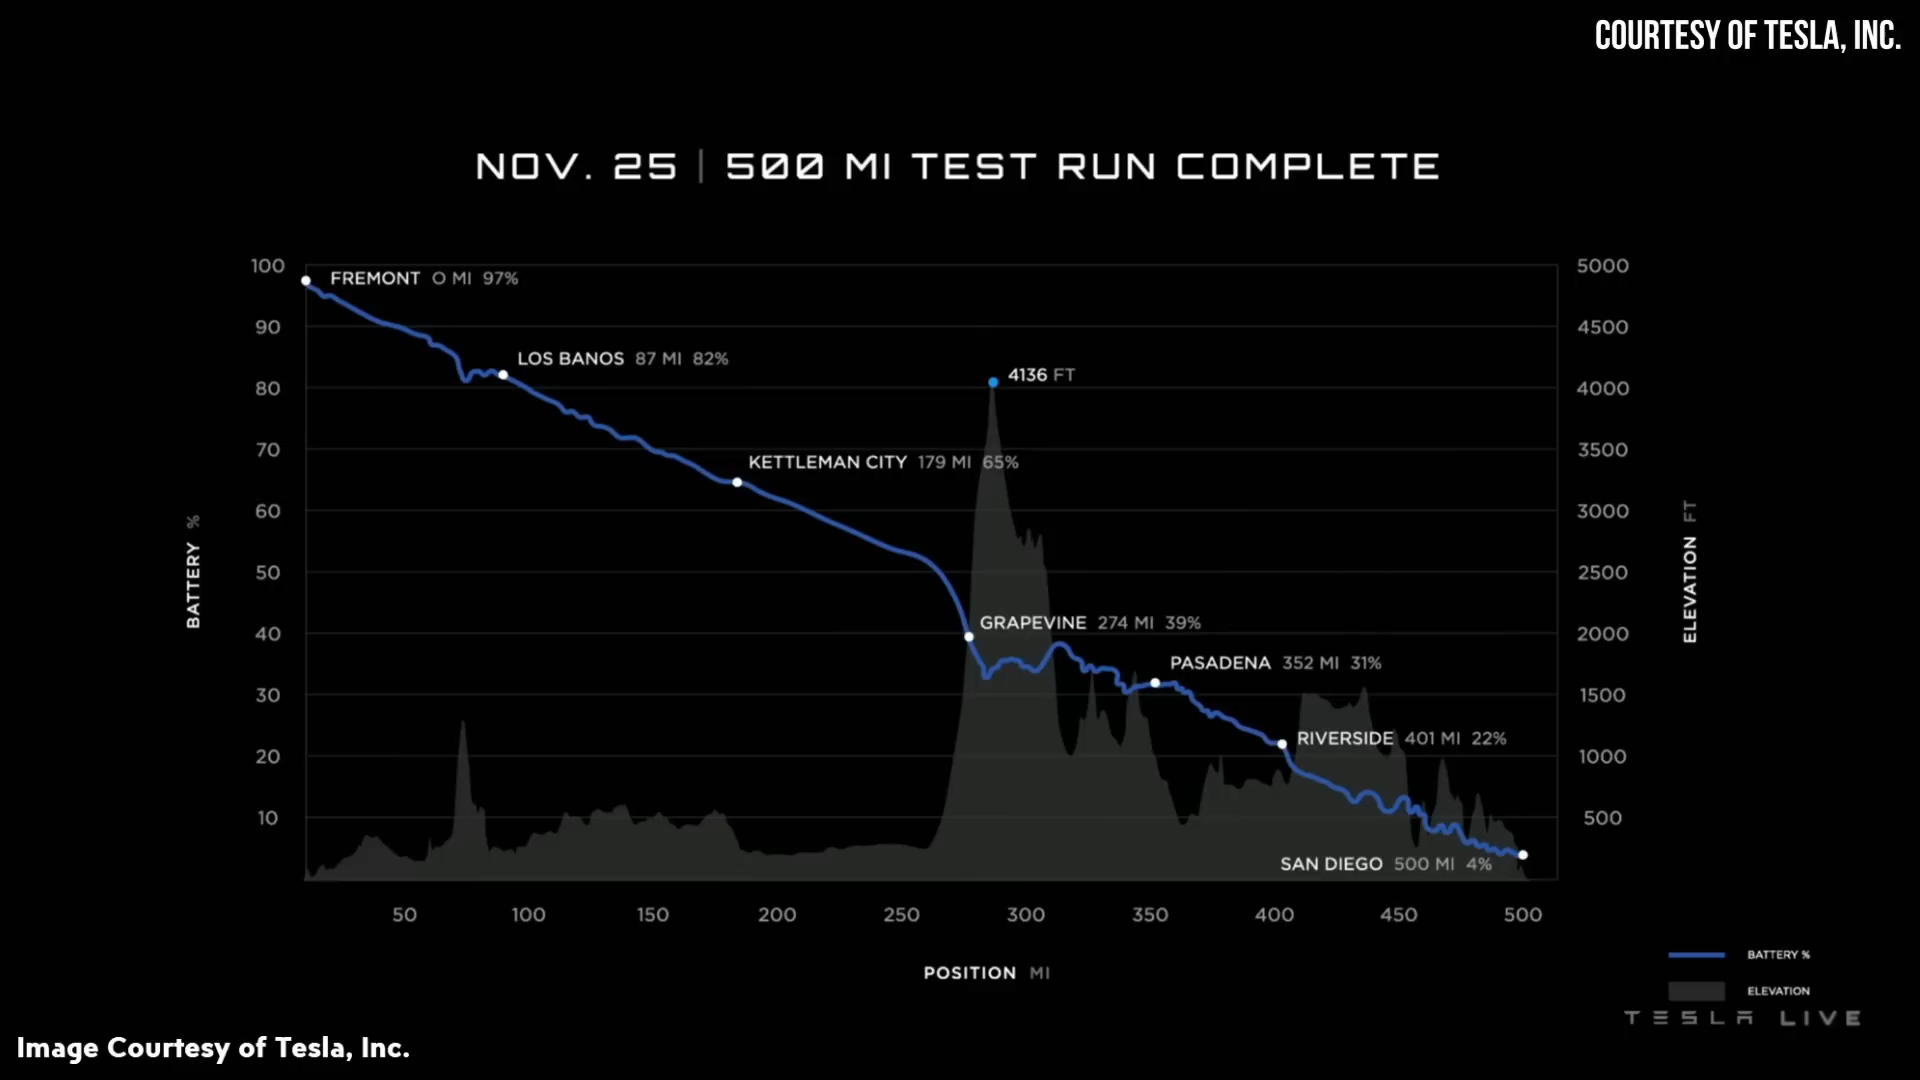 COURTESY OF TESLA, INC.
NOV. 25 | 500 MI TEST RUN COMPLETE
100
90
80
70
60
50
40
30
20
10
BATTERY %
FREMONT O MI 97%
LOS BANOS 87 MI 82%
4136 FT
KETTLEMAN CITY 179 MI 65%
GRAPEVINE 274 MI 39%
PASADENA 352 MI 31%
RIVERSIDE 401 MI 22%
SAN DIEGO 500 MI 4%
5000
4500
4000
3500
3000
2500
2000
1500
1000
500
ELEVATION FT
50 100 150 200 250 300 350 400 450 500
POSITION MI
BATTERY %
ELEVATION
TESLA LIVE
Image Courtesy of Tesla, Inc.